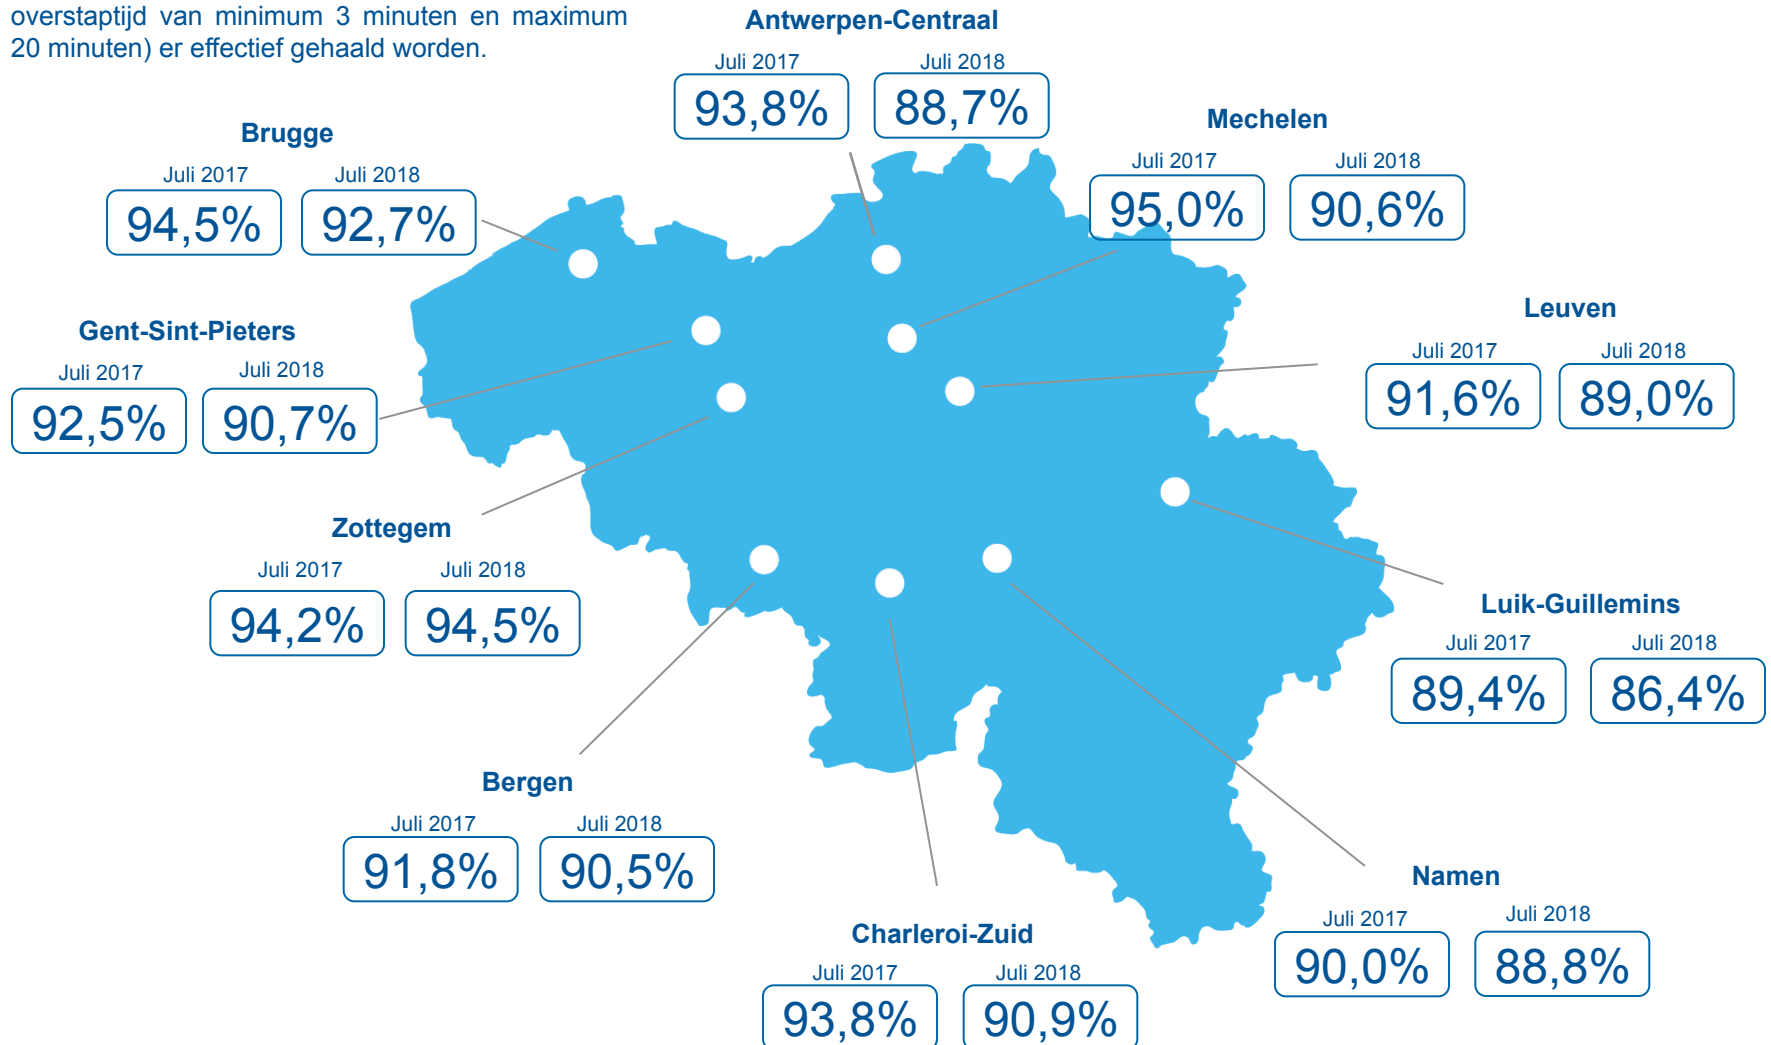 overstaptijd van minimum 3 minuten en maximum
20 minuten) er effectief gehaald worden.
Antwerpen-Centraal
Juli 2017 Juli 2018
93,8% 88,7%
Brugge
Juli 2017 Juli 2018
94,5% 92,7%
Mechelen
Juli 2017 Juli 2018
95,0% 90,6%
Gent-Sint-Pieters
Juli 2017 Juli 2018
92,5% 90,7%
Leuven
Juli 2017 Juli 2018
91,6% 89,0%
Zottegem
Juli 2017 Juli 2018
94,2% 94,5%
Luik-Guillemins
Juli 2017 Juli 2018
89,4% 86,4%
Bergen
Juli 2017 Juli 2018
91,8% 90,5%
Namen
Juli 2017 Juli 2018
90,0% 88,8%
Charleroi-Zuid
Juli 2017 Juli 2018
93,8% 90,9%